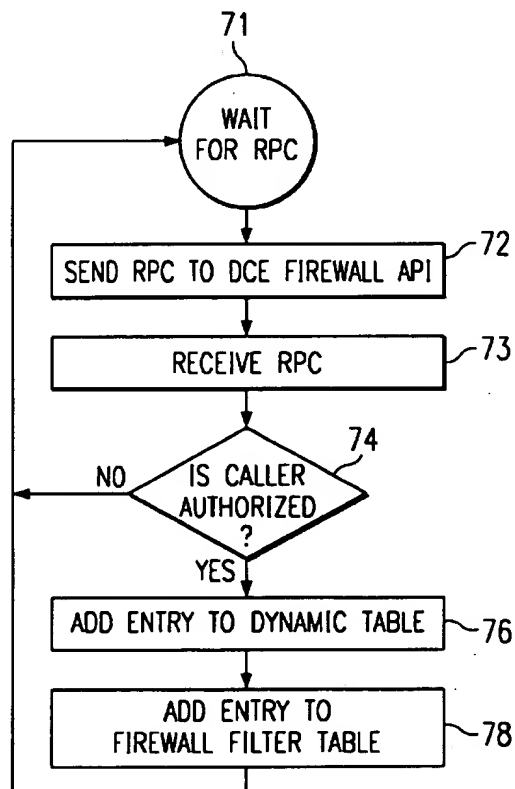 71
WAIT
FOR RPC
72
SEND RPC TO DCE FIREWALL API
73
RECEIVE RPC
74
NO
IS CALLER
AUTHORIZED
?
YES
ADD ENTRY TO DYNAMIC TABLE
76
ADD ENTRY TO
FIREWALL FILTER TABLE
78